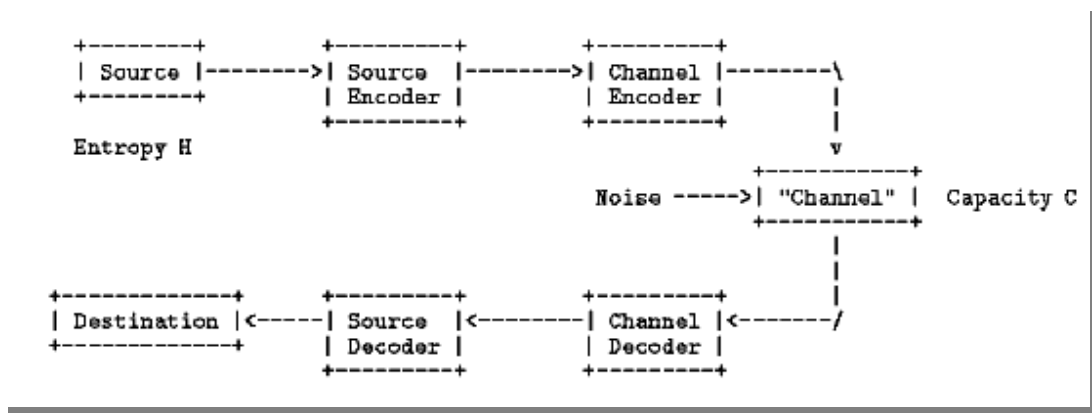 Source
Source
Encoder
Channel
Encoder
Entropy H
Noise
"Channel"
Capacity C
Destination
Source
Decoder
Channel
Decoder